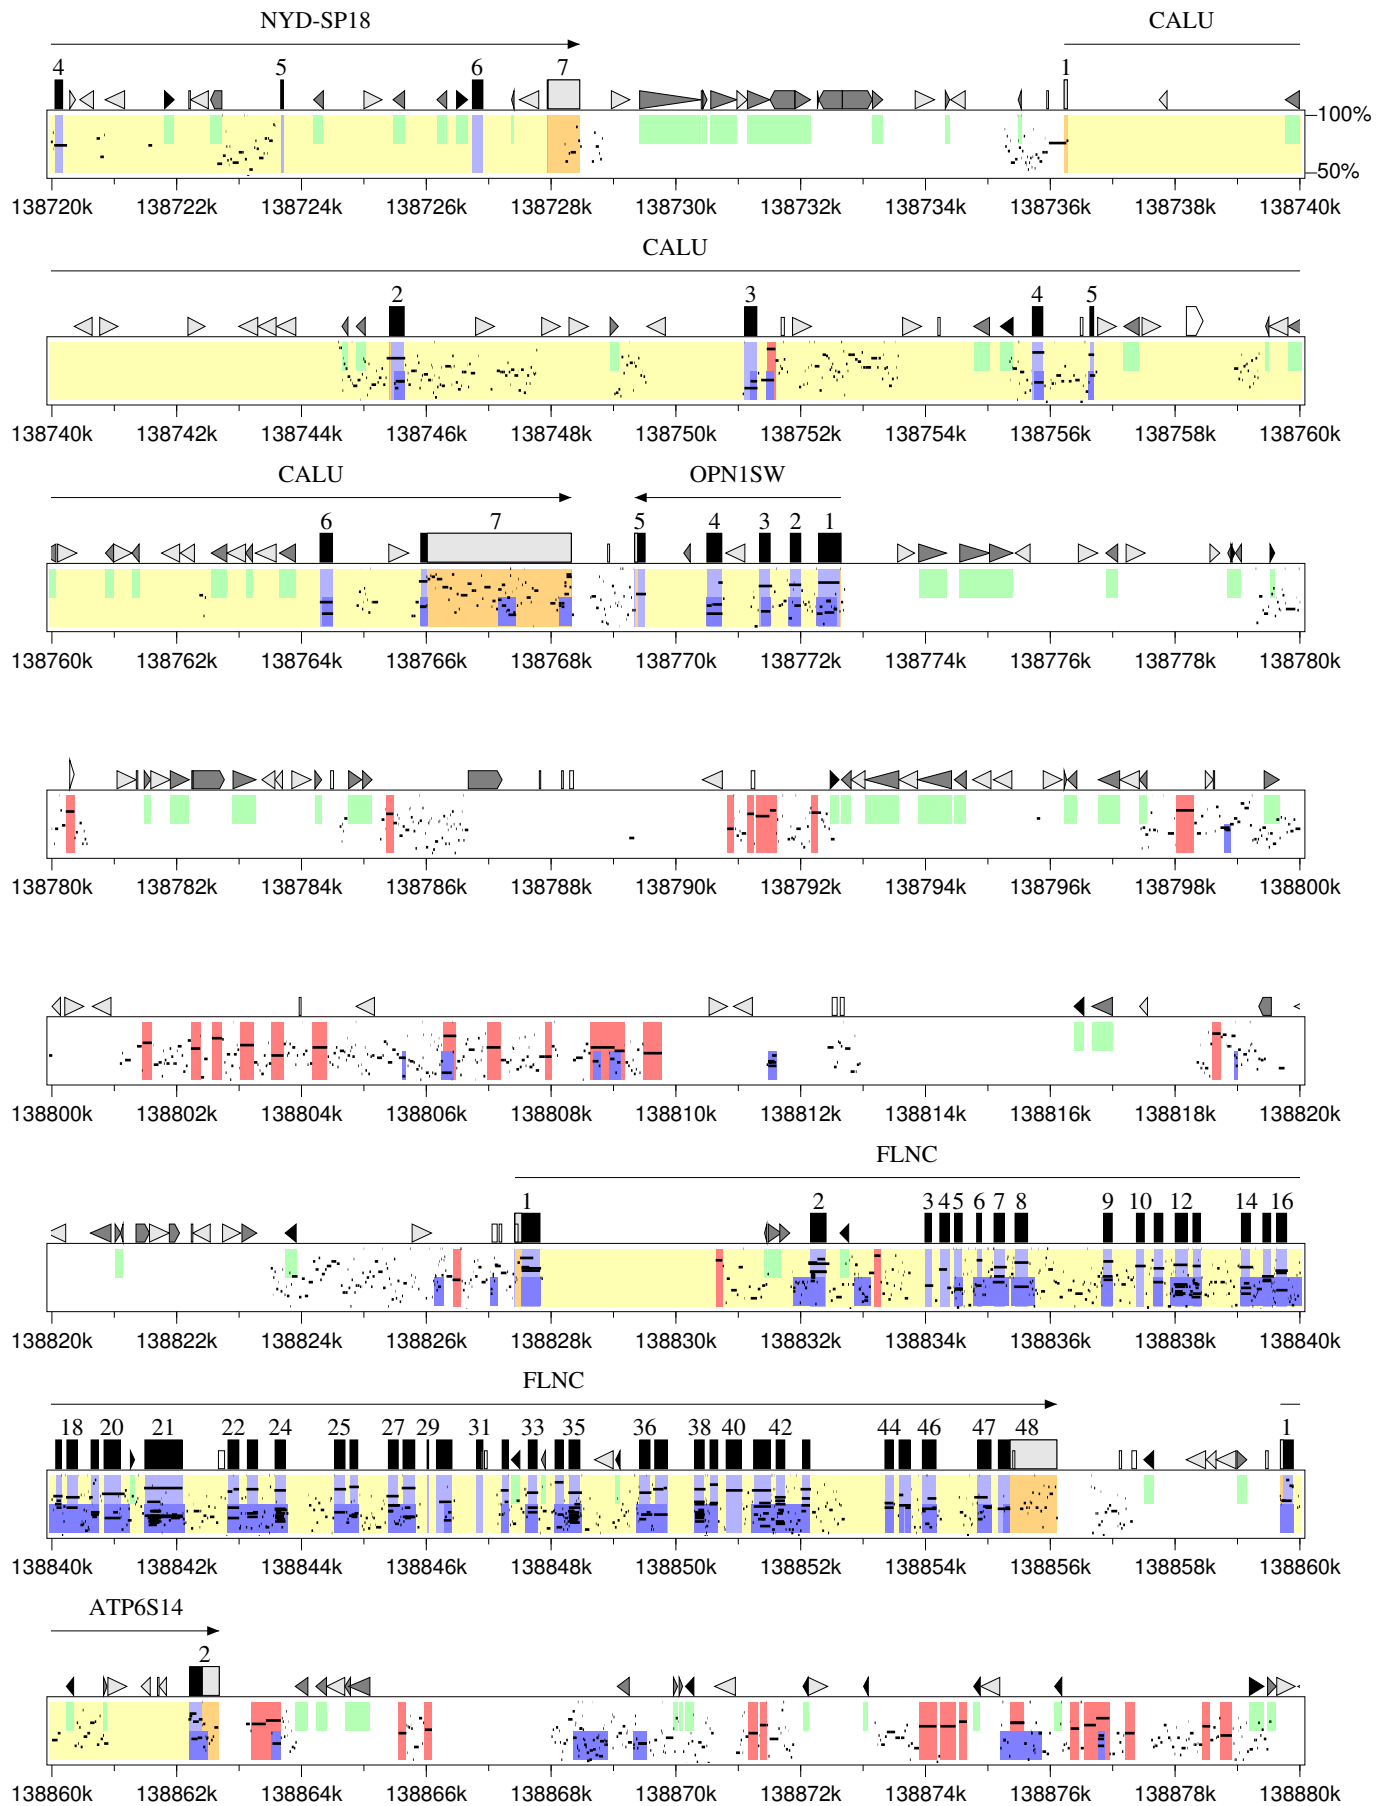 NYD-SP18 CALU
4 5 6 7 1
100%
50%
138720k 138722k 138724k 138726k 138728k 138730k 138732k 138734k 138736k 138738k 138740k
CALU
2 3 4 5
138740k 138742k 138744k 138746k 138748k 138750k 138752k 138754k 138756k 138758k 138760k
CALU OPN1SW
6 7 5 4 3 2 1
138760k 138762k 138764k 138766k 138768k 138770k 138772k 138774k 138776k 138778k 138780k
138780k 138782k 138784k 138786k 138788k 138790k 138792k 138794k 138796k 138798k 138800k
138800k 138802k 138804k 138806k 138808k 138810k 138812k 138814k 138816k 138818k 138820k
FLNC
1 2 3 4 5 6 7 8 9 10 12 14 16
138820k 138822k 138824k 138826k 138828k 138830k 138832k 138834k 138836k 138838k 138840k
FLNC
18 20 21 22 24 25 27 29 31 33 35 36 38 40 42 44 46 47 48 1
138840k 138842k 138844k 138846k 138848k 138850k 138852k 138854k 138856k 138858k 138860k
ATP6S14
2
138860k 138862k 138864k 138866k 138868k 138870k 138872k 138874k 138876k 138878k 138880k